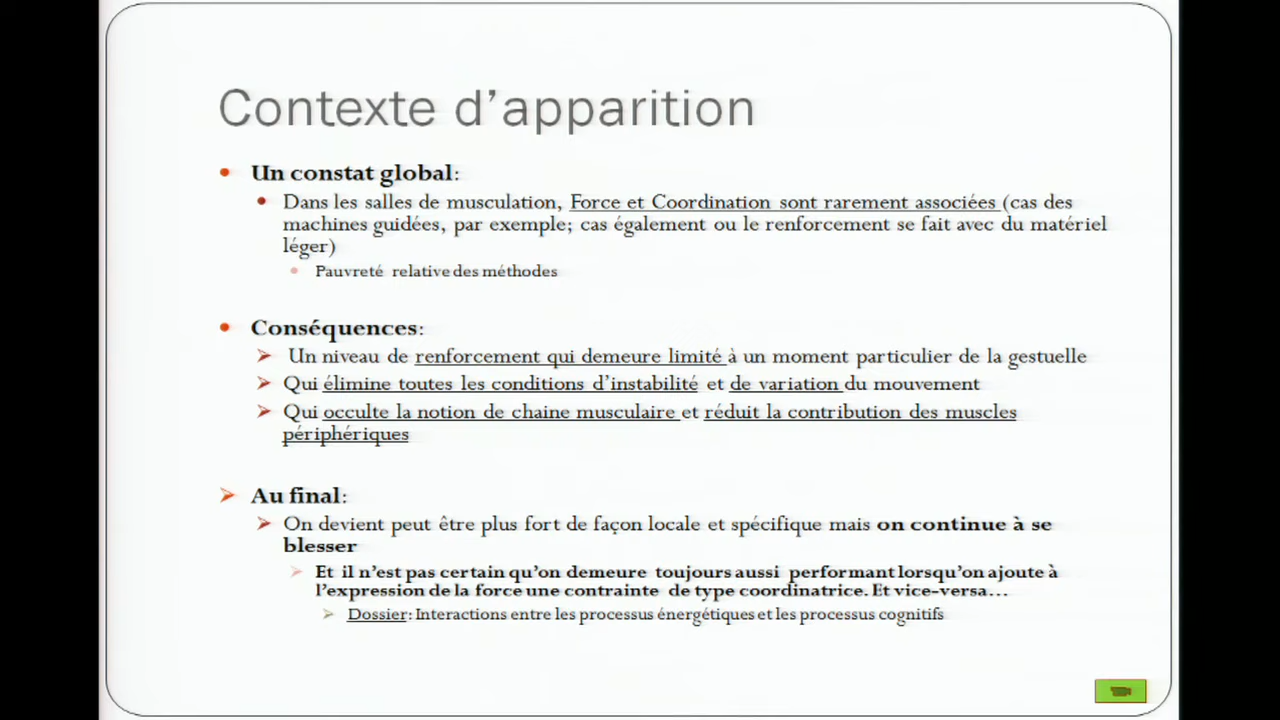 Contexte d’apparition
Un constat global:
Dans les salles de musculation, Force et Coordination sont rarement associées (cas des
machines guidées, par exemple; cas également ou le renforcement se fait avec du matériel
léger)
Pauvreté relative des méthodes
Conséquences:
Un niveau de renforcement qui demeure limité à un moment particulier de la gestuelle
Qui élimine toutes les conditions d’instabilité et de variation du mouvement
Qui occulte la notion de chaine musculaire et réduit la contribution des muscles
périphériques
Au final:
On devient peut être plus fort de façon locale et spécifique mais on continue à se
blesser
Et il n’est pas certain qu’on demeure toujours aussi performant lorsqu’on ajoute à
l’expression de la force une contrainte de type coordinatrice. Et vice-versa…
Dossier: Interactions entre les processus énergétiques et les processus cognitifs